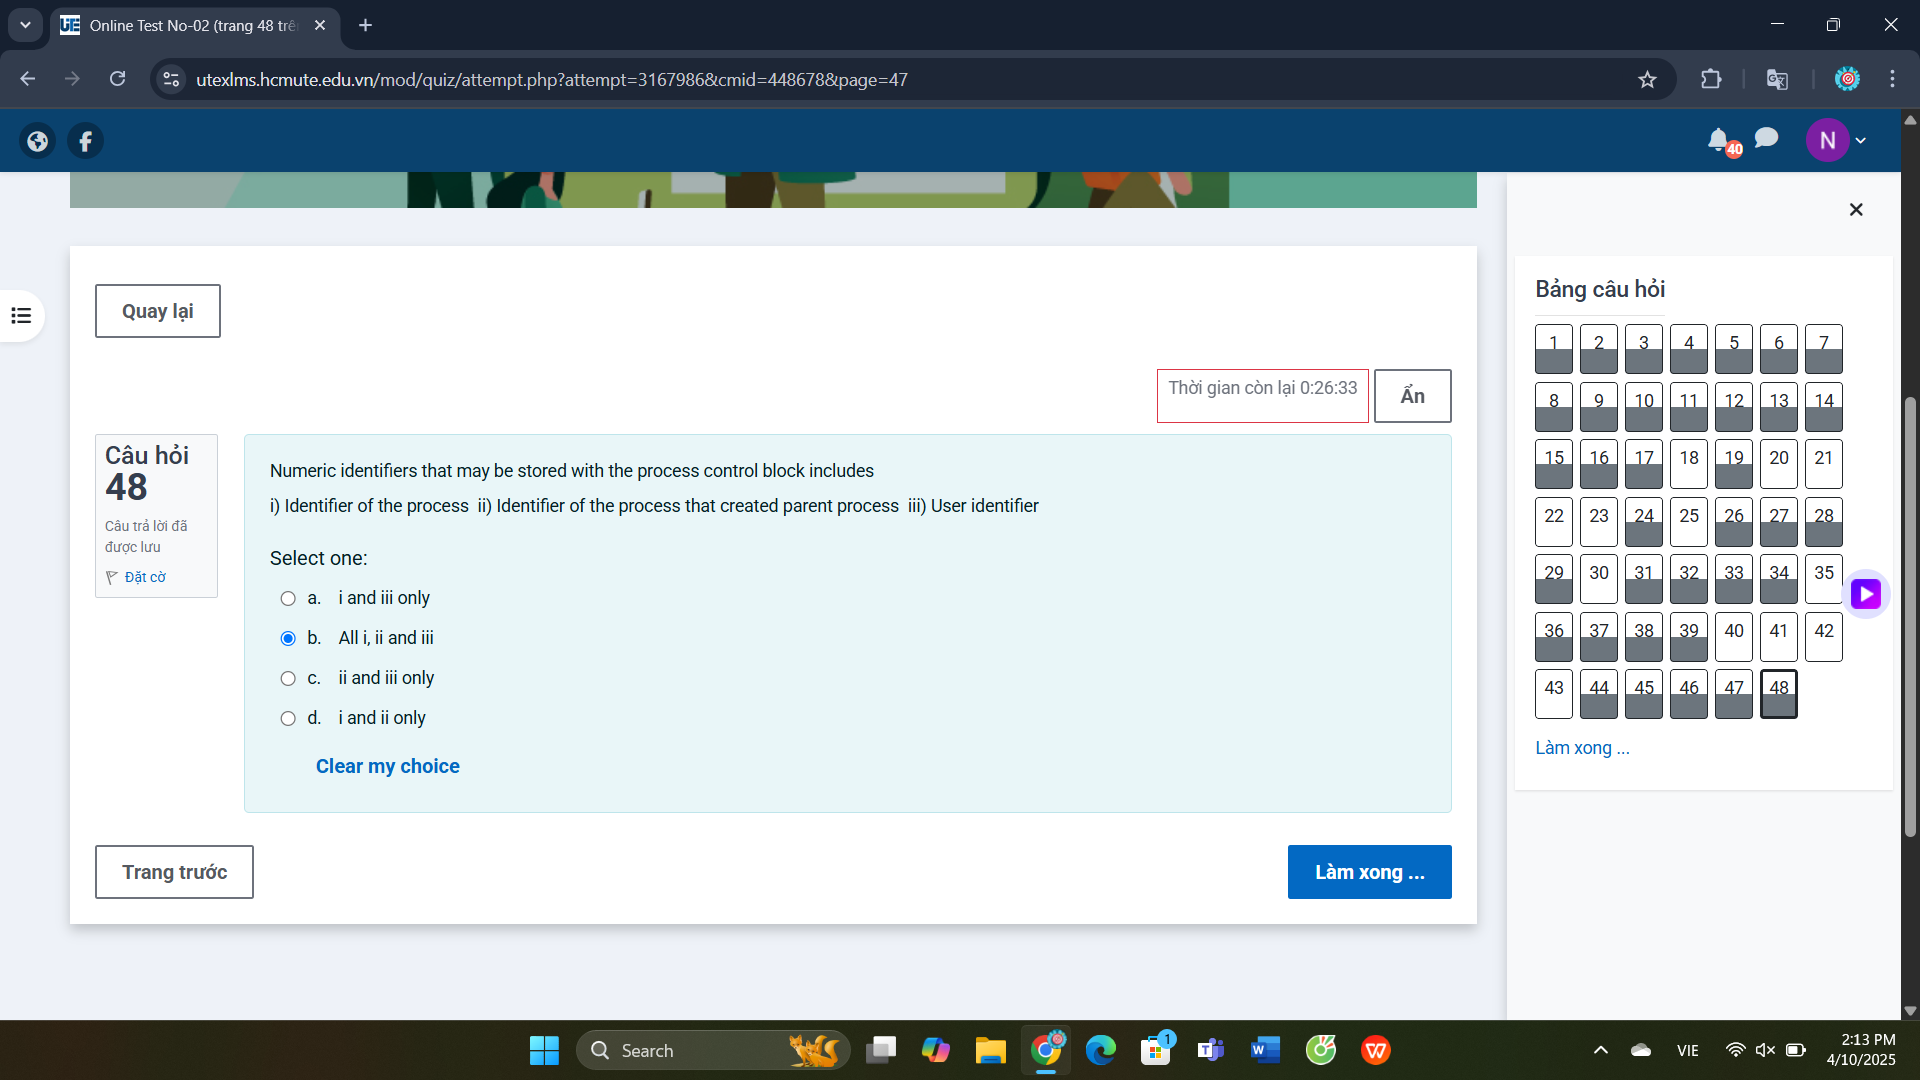 Online Test No-02 (trang 48 trê
utexlms.hcmute.edu.vn/mod/quiz/attempt.php?attempt=3167986&cmid=448678&page=47
40
N
Quay lại
Thời gian còn lại 0:26:33
Ẩn
Câu hỏi
48
Câu trả lời đã
được lưu
Đặt cờ
Numeric identifiers that may be stored with the process control block includes
i) Identifier of the process  ii) Identifier of the process that created parent process  iii) User identifier
Select one:
a. i and iii only
b. All i, ii and iii
c. ii and iii only
d. i and ii only
Clear my choice
Trang trước
Làm xong ...
Bảng câu hỏi
1 2 3 4 5 6 7
8 9 10 11 12 13 14
15 16 17 18 19 20 21
22 23 24 25 26 27 28
29 30 31 32 33 34 35
36 37 38 39 40 41 42
43 44 45 46 47 48
Làm xong ...
Search
1
VIE
2:13 PM
4/10/2025